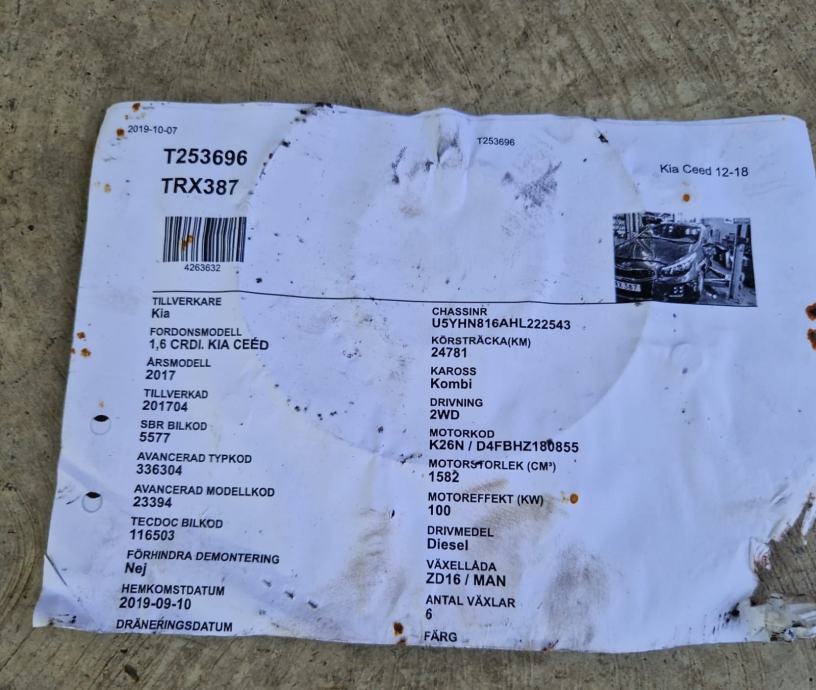 2019-10-07
T253696
T253696
TRX387
Kia Ceed 12-18
4263632
TILLVERKARE
Kia
FORDONSMODELL
1,6 CRDI. KIA CEÉD
ÅRSMODELL
2017
TILLVERKAD
201704
SBR BILKOD
5577
AVANCERAD TYPKOD
336304
AVANCERAD MODELLKOD
23394
TECDOC BILKOD
116503
FÖRHINDRA DEMONTERING
Nej
HEMKOMSTDATUM
2019-09-10
DRÄNERINGSDATUM
CHASSINR
U5YHN816AHL222543
KÖRSTRÄCKA(KM)
24781
KAROSS
Kombi
DRIVNING
2WD
MOTORKOD
K26N / D4FBHZ180855
MOTORSTORLEK (CM³)
1582
MOTOREFFEKT (KW)
100
DRIVMEDEL
Diesel
VÄXELLÅDA
ZD16 / MAN
ANTAL VÄXLAR
6
FÄRG